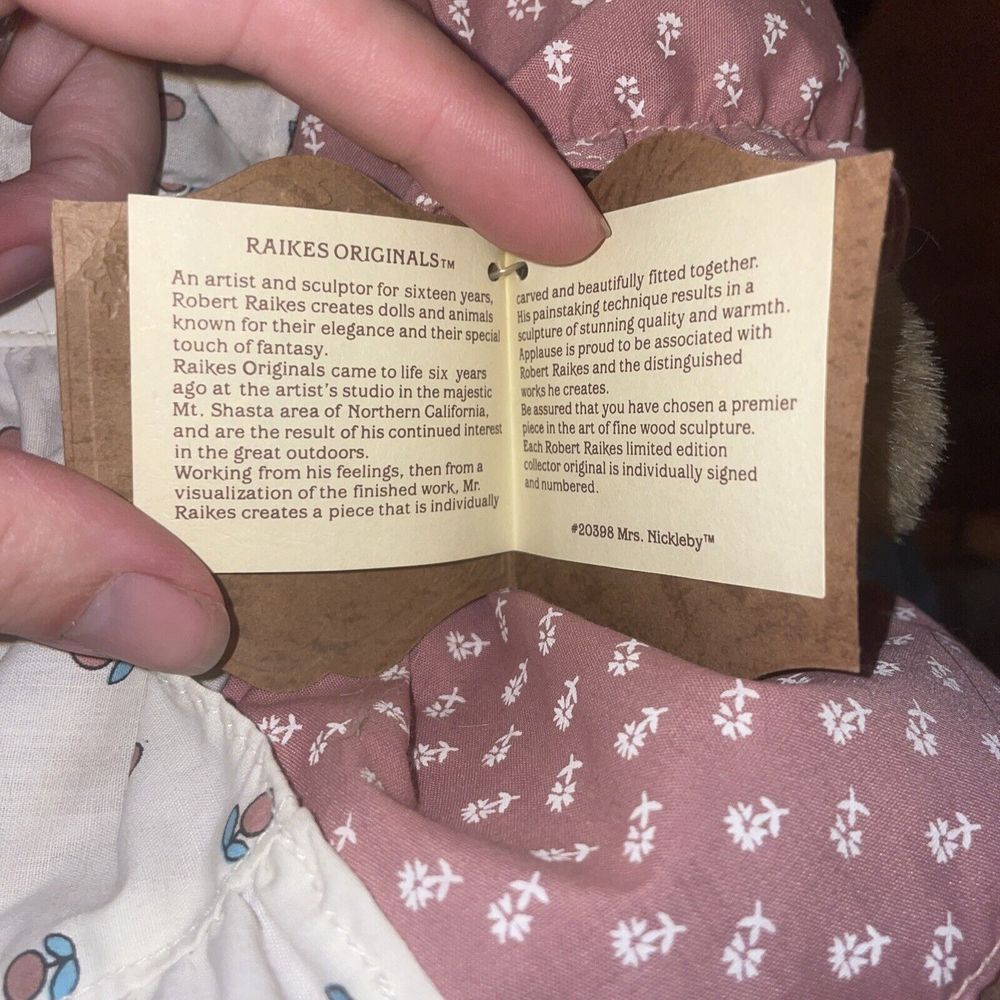 RAIKES ORIGINALS™
An artist and sculptor for sixteen years,
Robert Raikes creates dolls and animals
known for their elegance and their special
touch of fantasy.
Raikes Originals came to life six years
ago at the artist's studio in the majestic
Mt. Shasta area of Northern California,
and are the result of his continued interest
in the great outdoors.
Working from his feelings, then from a
visualization of the finished work, Mr.
Raikes creates a piece that is individually
carved and beautifully fitted together.
His painstaking technique results in a
sculpture of stunning quality and warmth.
Applause is proud to be associated with
Robert Raikes and the distinguished
works he creates.
Be assured that you have chosen a premier
piece in the art of fine wood sculpture.
Each Robert Raikes limited edition
collector original is individually signed
and numbered.
#20398 Mrs. Nickleby™